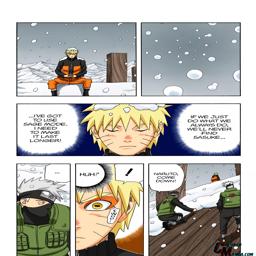 I'VE GOT
TO USE
SAGE MODE.
I NEED
TO MAKE
IT LAST
LONGER!
IF WE JUST
DO WHAT WE
ALWAYS DO,
WE'LL NEVER
FIND
SASUKE...
...
HUH?
NARUTO,
COME
DOWN!